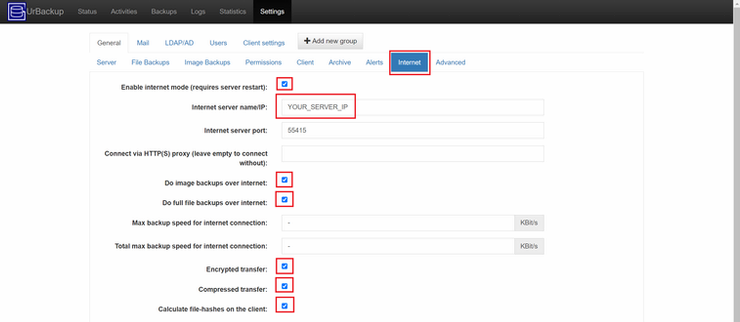 UrBackup Status Activities Backups Logs Statistics Settings
General Mail LDAP/AD Users Client settings Add new group
Server File Backups Image Backups Permissions Client Archive Alerts Internet Advanced
Enable internet mode (requires server restart):
Internet server name/IP: YOUR_SERVER_IP
Internet server port: 55415
Connect via HTTP(S) proxy (leave empty to connect
without):
Do image backups over internet:
Do full file backups over internet:
Max backup speed for internet connection: - KBit/s
Total max backup speed for internet connection: - KBit/s
Encrypted transfer:
Compressed transfer:
Calculate file-hashes on the client: